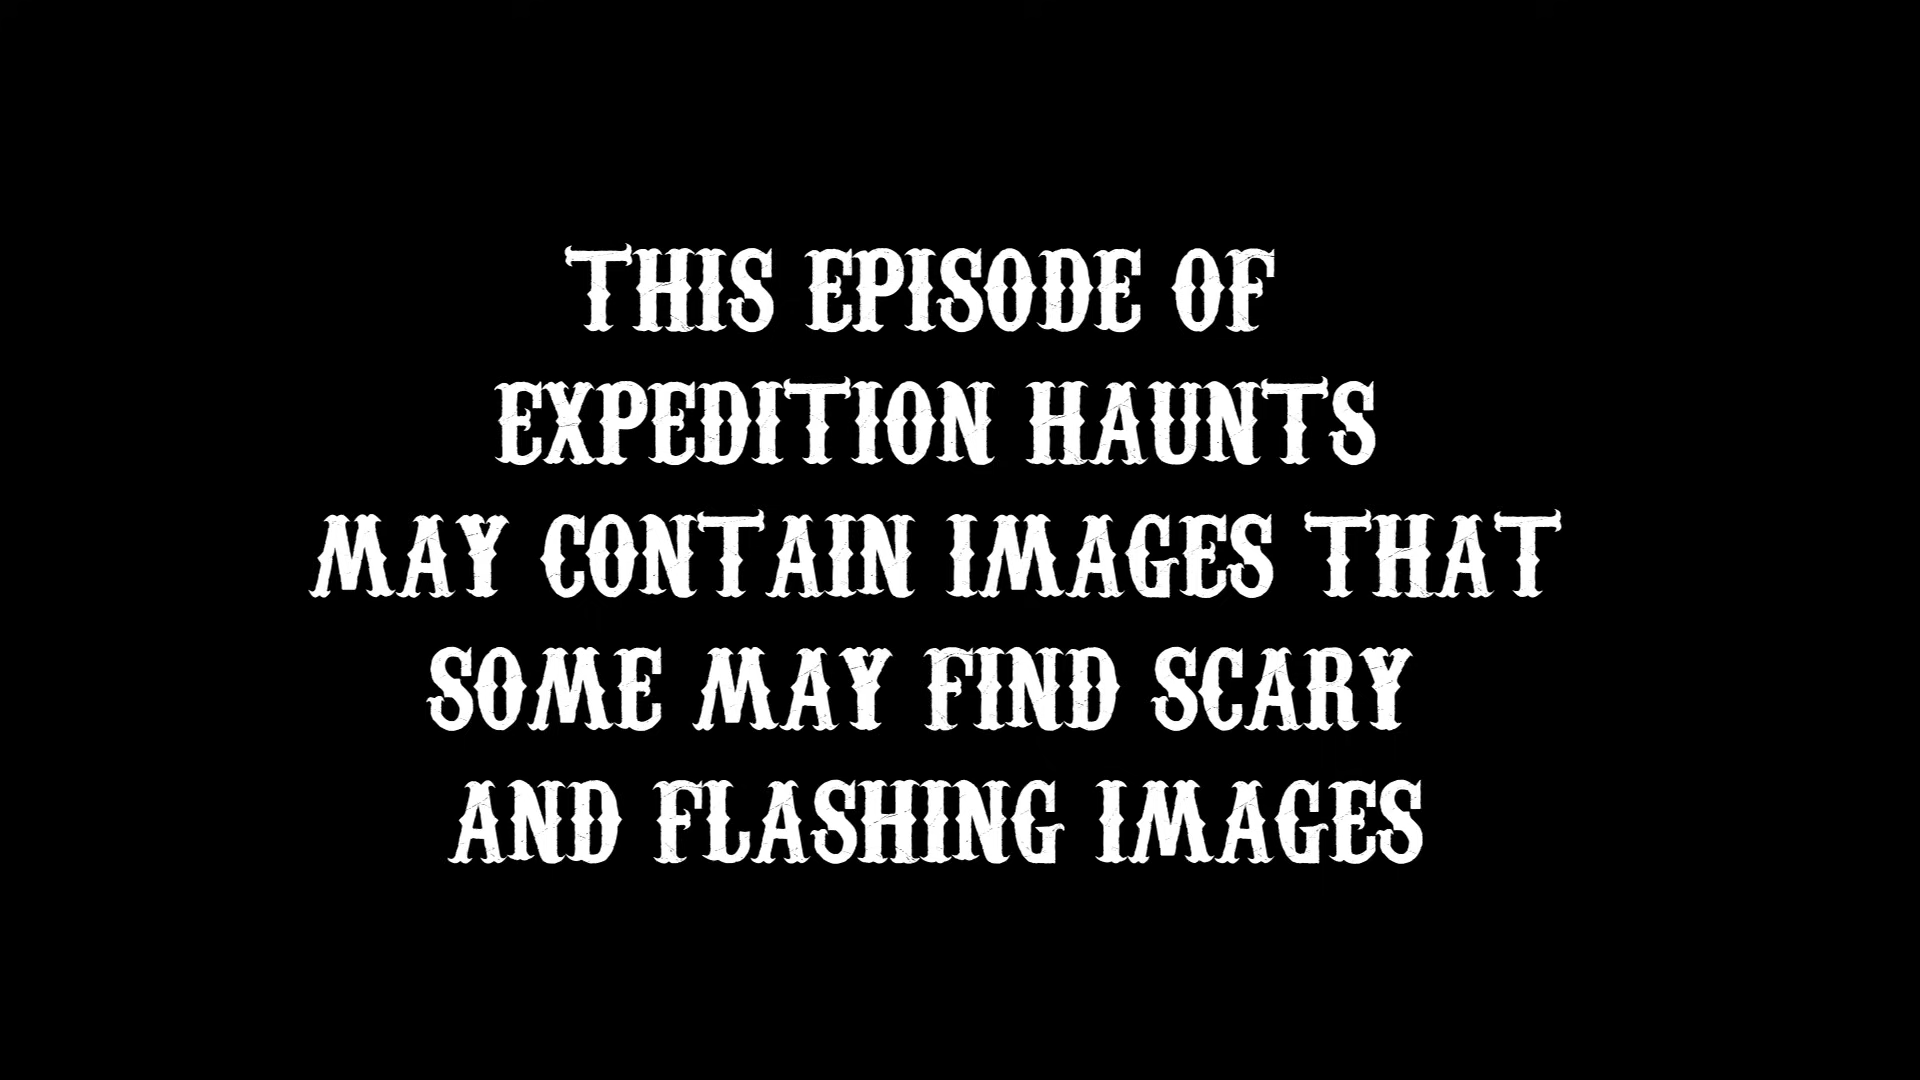 THIS EPISODE OF
EXPEDITION HAUNTS
MAY CONTAIN IMAGES THAT
SOME MAY FIND SCARY
AND FLASHING IMAGES